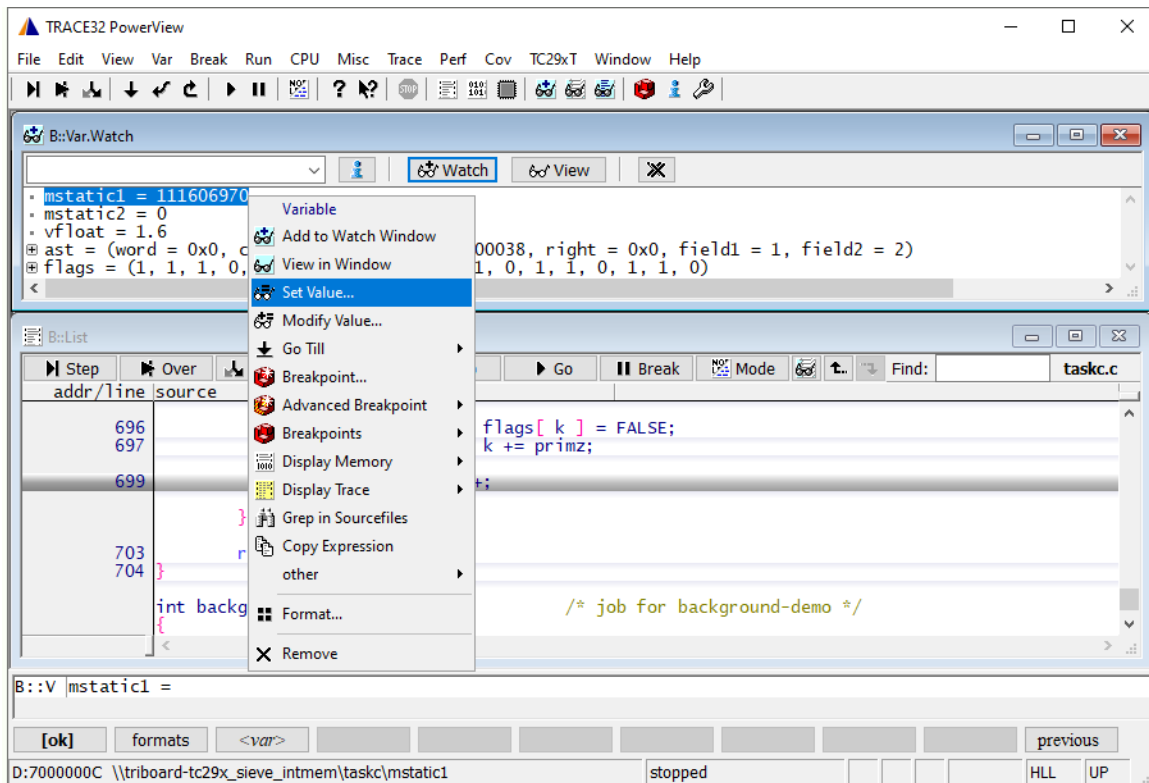 TRACE32 PowerView
File Edit View Var Break Run CPU Misc Trace Perf Cov TC29xT Window Help
B::Var.Watch
Watch View
mstatic1 = 111606970
mstatic2 = 0
vfloat = 1.6
ast = (word = 0x0, c 00038, right = 0x0, field1 = 1, field2 = 2)
flags = (1, 1, 1, 0, 1, 0, 1, 1, 0, 1, 1, 0)
Variable
Add to Watch Window
View in Window
Set Value...
Modify Value...
Go Till
Breakpoint...
Advanced Breakpoint
Breakpoints
Display Memory
Display Trace
Grep in Sourcefiles
Copy Expression
other
Format...
Remove
B::List
Step Over Go Break Mode Find: taskc.c
addr/line source
696 flags[ k ] = FALSE;
697 k += primz;
699 +;
}
703 r
704 }
int backg /* job for background-demo */
{
B::V mstatic1 =
[ok] formats <var> previous
D:7000000C \\triboard-tc29x_sieve_intmem\taskc\mstatic1 stopped HLL UP